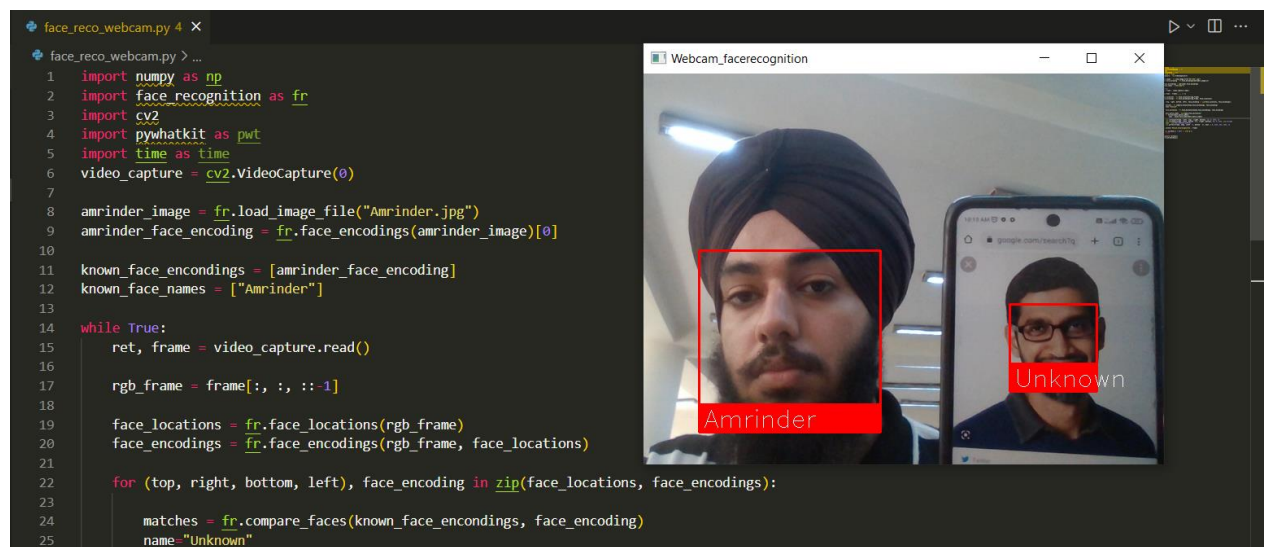 face_reco_webcam.py 4
face_reco_webcam.py > ...
1 import numpy as np
2 import face_recognition as fr
3 import cv2
4 import pywhatkit as pwt
5 import time as time
6 video_capture = cv2.VideoCapture(0)
7
8 amrinder_image = fr.load_image_file("Amrinder.jpg")
9 amrinder_face_encoding = fr.face_encodings(amrinder_image)[0]
10
11 known_face_encondings = [amrinder_face_encoding]
12 known_face_names = ["Amrinder"]
13
14 while True:
15 ret, frame = video_capture.read()
16
17 rgb_frame = frame[:, :, ::-1]
18
19 face_locations = fr.face_locations(rgb_frame)
20 face_encodings = fr.face_encodings(rgb_frame, face_locations)
21
22 for (top, right, bottom, left), face_encoding in zip(face_locations, face_encodings):
23
24 matches = fr.compare_faces(known_face_encondings, face_encoding)
25 name="Unknown"
Webcam_facerecognition
google.com/search?q
Unknown
Amrinder